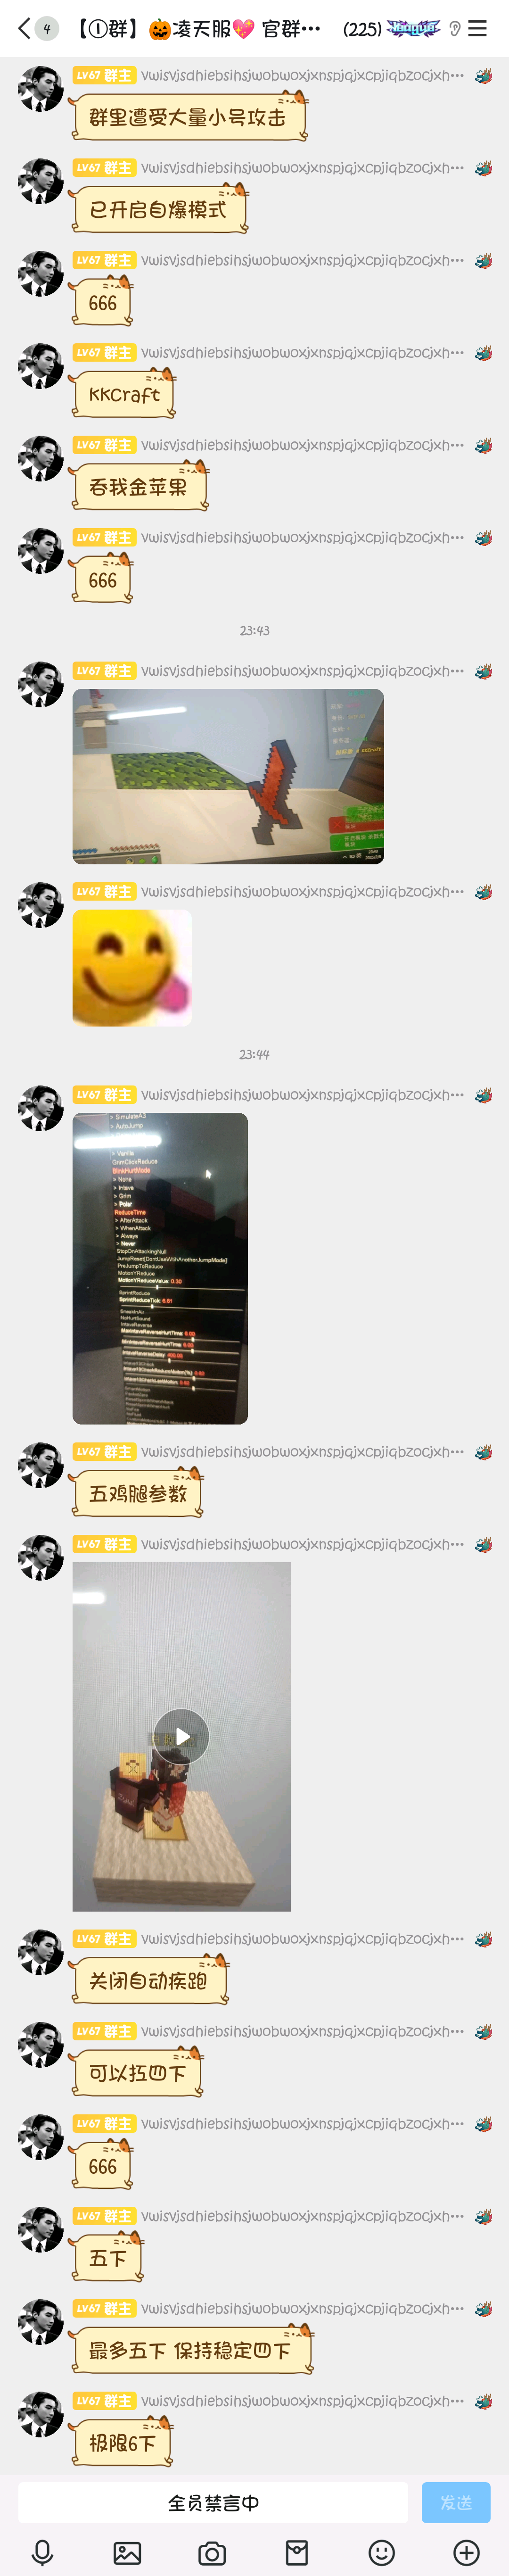 4
【①群】🎃凌天服💖 官群… (225)
LV67 群主 vwisvjsdhiebsihsjwobwoxjxnspjqjxcpjiqbzocjxh…
群里遭受大量小号攻击
LV67 群主 vwisvjsdhiebsihsjwobwoxjxnspjqjxcpjiqbzocjxh…
已开启自爆模式
LV67 群主 vwisvjsdhiebsihsjwobwoxjxnspjqjxcpjiqbzocjxh…
666
LV67 群主 vwisvjsdhiebsihsjwobwoxjxnspjqjxcpjiqbzocjxh…
KKCraft
LV67 群主 vwisvjsdhiebsihsjwobwoxjxnspjqjxcpjiqbzocjxh…
吞我金苹果
LV67 群主 vwisvjsdhiebsihsjwobwoxjxnspjqjxcpjiqbzocjxh…
666
23:43
LV67 群主 vwisvjsdhiebsihsjwobwoxjxnspjqjxcpjiqbzocjxh…
LV67 群主 vwisvjsdhiebsihsjwobwoxjxnspjqjxcpjiqbzocjxh…
23:44
LV67 群主 vwisvjsdhiebsihsjwobwoxjxnspjqjxcpjiqbzocjxh…
> SimulateA3
> AutoJump
> Vanilla
GrimClickReduce
BlinkHurtMode
> None
> Intave
> Grim
> Polar
ReduceTime
> AfterAttack
> WhenAttack
> Always
> Never
StopOnAttackingNull
JumpReset[DontUseWithAnotherJumpMode]
PreJumpToReduce
MotionYReduce
MotionYReduceValue: 0.30
SprintReduce
SprintReduceTick: 6.61
NoHurtSound
IntaveReverse
LV67 群主 vwisvjsdhiebsihsjwobwoxjxnspjqjxcpjiqbzocjxh…
五鸡腿参数
LV67 群主 vwisvjsdhiebsihsjwobwoxjxnspjqjxcpjiqbzocjxh…
LV67 群主 vwisvjsdhiebsihsjwobwoxjxnspjqjxcpjiqbzocjxh…
关闭自动疾跑
LV67 群主 vwisvjsdhiebsihsjwobwoxjxnspjqjxcpjiqbzocjxh…
可以抎四下
LV67 群主 vwisvjsdhiebsihsjwobwoxjxnspjqjxcpjiqbzocjxh…
666
LV67 群主 vwisvjsdhiebsihsjwobwoxjxnspjqjxcpjiqbzocjxh…
五下
LV67 群主 vwisvjsdhiebsihsjwobwoxjxnspjqjxcpjiqbzocjxh…
最多五下 保持稳定四下
LV67 群主 vwisvjsdhiebsihsjwobwoxjxnspjqjxcpjiqbzocjxh…
极限6下
全员禁言中
发送